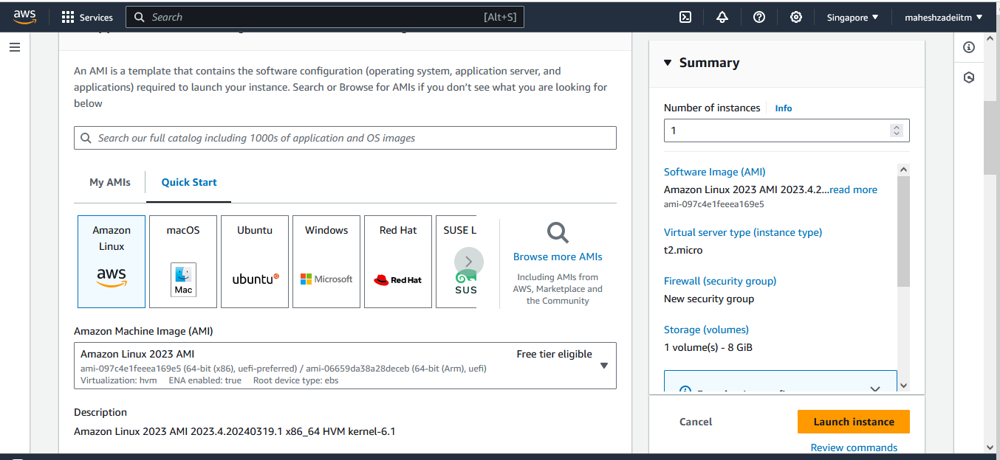 aws
Services
Search
[Alt+S]
Singapore
maheshzadeiitm
An AMI is a template that contains the software configuration (operating system, application server, and
applications) required to launch your instance. Search or Browse for AMIs if you don't see what you are looking for
below
Search our full catalog including 1000s of application and OS images
My AMIs
Quick Start
Amazon
Linux
aws
macOS
Mac
Ubuntu
ubuntu
Windows
Microsoft
Red Hat
Red Hat
SUSE L
SUS
Browse more AMIs
Including AMIs from
AWS, Marketplace and
the Community
Amazon Machine Image (AMI)
Amazon Linux 2023 AMI
Free tier eligible
ami-097c4e1feeea169e5 (64-bit (x86), uefi-preferred) / ami-06659da38a28deceb (64-bit (Arm), uefi)
Virtualization: hvm ENA enabled: true Root device type: ebs
Description
Amazon Linux 2023 AMI 2023.4.20240319.1 x86_64 HVM kernel-6.1
Summary
Number of instances
Info
1
Software Image (AMI)
Amazon Linux 2023 AMI 2023.4.2...read more
ami-097c4e1feeea169e5
Virtual server type (instance type)
t2.micro
Firewall (security group)
New security group
Storage (volumes)
1 volume(s) - 8 GiB
Cancel
Launch instance
Review commands